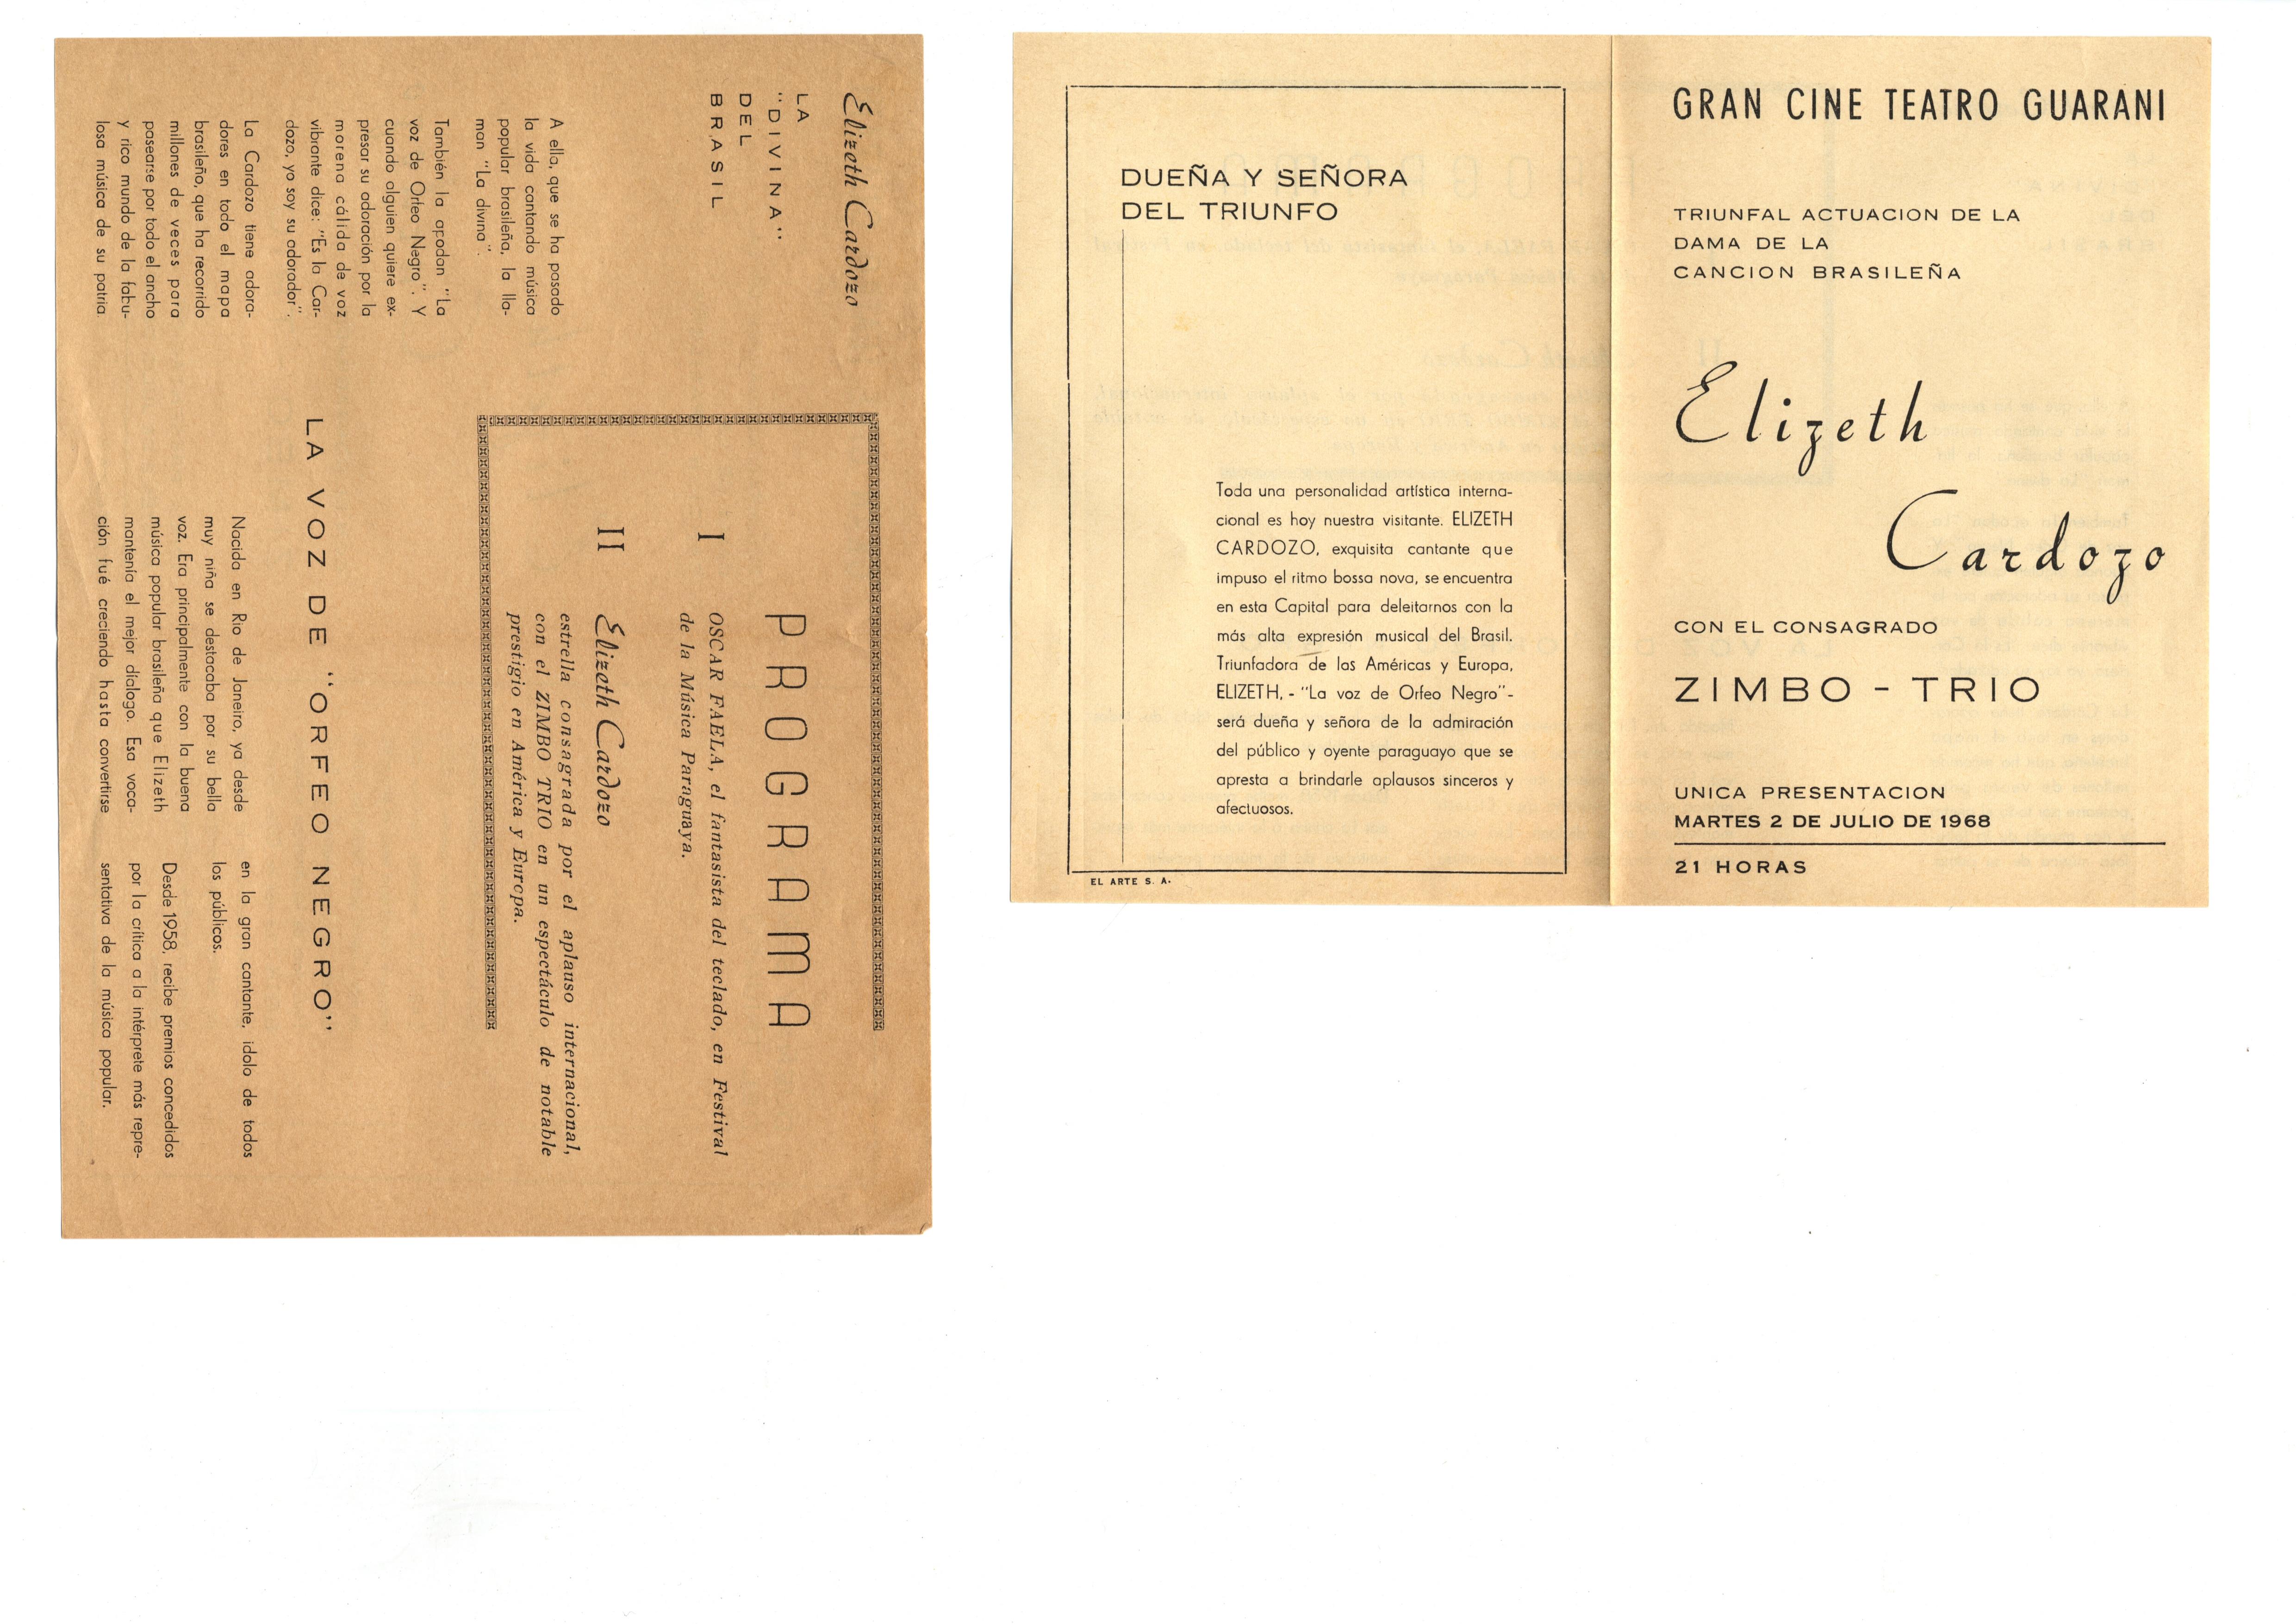 GRAN CINE TEATRO GUARANI
TRIUNFAL ACTUACION DE LA
DAMA DE LA
CANCION BRASILEÑA
Elizeth
Cardozo
CON EL CONSAGRADO
ZIMBO - TRIO
UNICA PRESENTACION
MARTES 2 DE JULIO DE 1968
21 HORAS
DUEÑA Y SEÑORA
DEL TRIUNFO
Toda una personalidad artística interna-
cional es hoy nuestra visitante. ELIZETH
CARDOZO, exquisita cantante que
impuso el ritmo bossa nova, se encuentra
en esta Capital para deleitarnos con la
más alta expresión musical del Brasil.
Triunfadora de las Américas y Europa,
ELIZETH, - "La voz de Orfeo Negro"-
será dueña y señora de la admiración
del público y oyente paraguayo que se
apresta a brindarle aplausos sinceros y
afectuosos.
EL ARTE S. A.
Elizeth Cardozo
LA
"DIVINA"
DEL
BRASIL
A ella, que se ha pasado
la vida cantando música
popular brasileña, la lla-
man "La divina".
También la apodan "La
voz de Orfeo Negro". Y
cuando alguien quiere ex-
presar su adoración por la
morena cálida de voz
vibrante dice: "Es la Car-
dozo, yo soy su adorador".
La Cardozo tiene adora-
dores en todo el mapa
brasileño, que ha recorrido
millones de veces para
pasearse por todo el ancho
y rico mundo de la fabu-
losa música de su patria.
PROGRAMA
I
OSCAR FAELA, el fantasista del teclado, en Festival
de la Música Paraguaya.
II
Elizeth Cardozo
estrella consagrada por el aplauso internacional,
con el ZIMBO TRIO en un espectáculo de notable
prestigio en América y Europa.
LA VOZ DE "ORFEO NEGRO"
Nacida en Rio de Janeiro, ya desde
muy niña se destacaba por su bella
voz. Era principalmente con la buena
música popular brasileña que Elizeth
mantenía el mejor dialogo. Esa voca-
ción fué creciendo hasta convertirse
en la gran cantante, idolo de todos
los públicos.
Desde 1958, recibe premios concedidos
por la crítica a la intérprete más repre-
sentativa de la música popular.